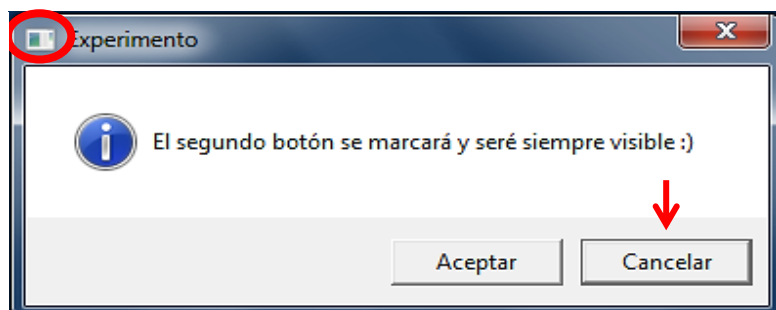 Experimento
El segundo botón se marcará y seré siempre visible :)
Aceptar
Cancelar